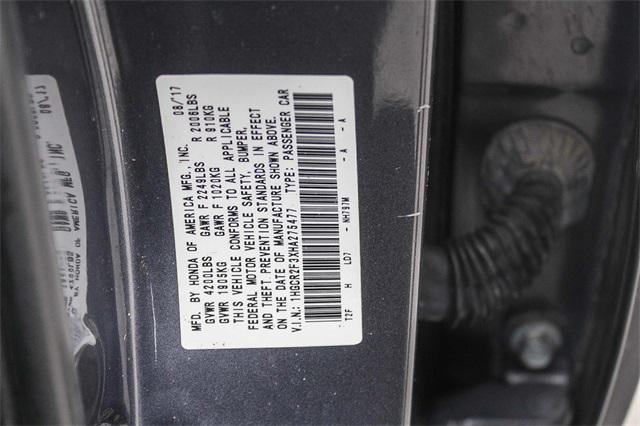 MFD. BY HONDA OF AMERICA MFG., INC. 08/17
GVWR 4200LBS GAWR F 2249LBS R 2006LBS
GVWR 1905KG GAWR F 1020KG R 910KG
THIS VEHICLE CONFORMS TO ALL APPLICABLE
FEDERAL MOTOR VEHICLE SAFETY, BUMPER,
AND THEFT PREVENTION STANDARDS IN EFFECT
ON THE DATE OF MANUFACTURE SHOWN ABOVE.
V.I.N.: 1HGCR2F3XHA275477 TYPE: PASSENGER CAR
T2F H LD7 NH797M - A - A